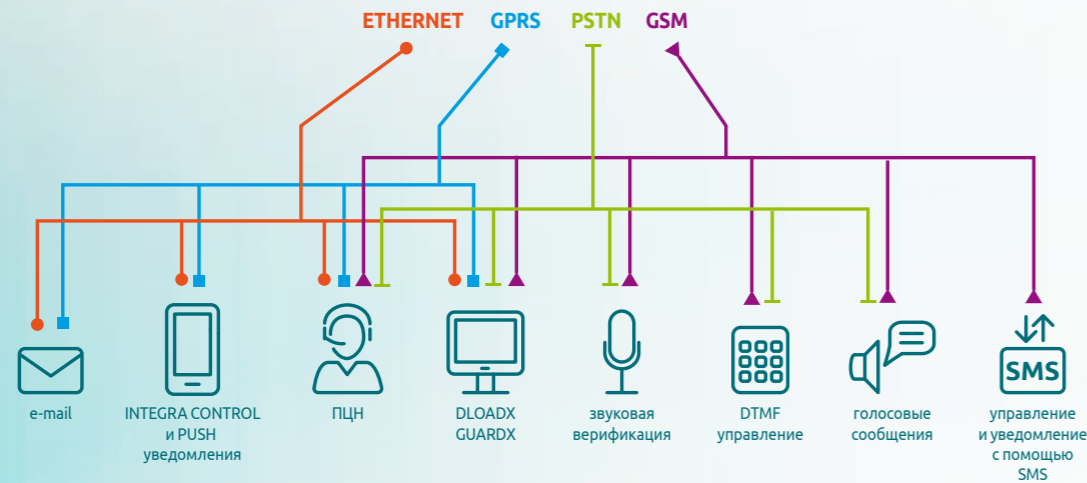 ETHERNET GPRS PSTN GSM
SMS
e-mail
INTEGRA CONTROL
и PUSH
уведомления
ПЦН
DLOADX
GUARDX
звуковая
верификация
DTMF
управление
голосовые
сообщения
управление
и уведомление
с помощью
SMS